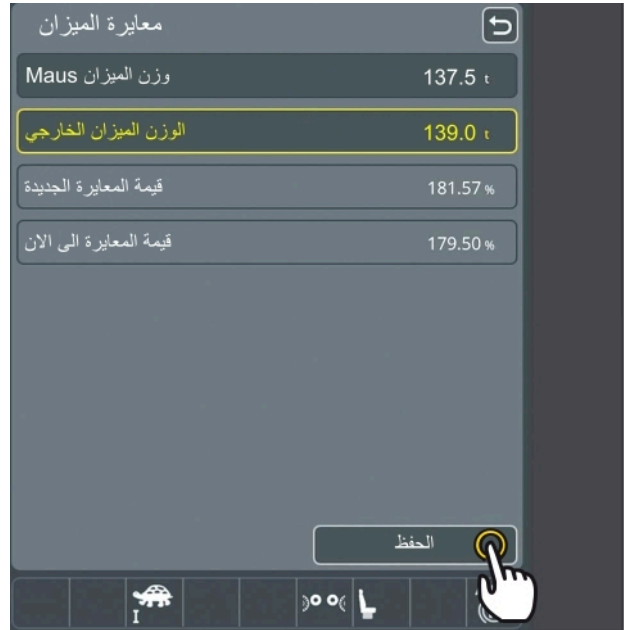 معايرة الميزان
وزن الميزان Maus 137.5 t
الوزن الميزان الخارجي 139.0 t
قيمة المعايرة الجديدة 181.57 %
قيمة المعايرة الى الان 179.50 %
الحفظ
I